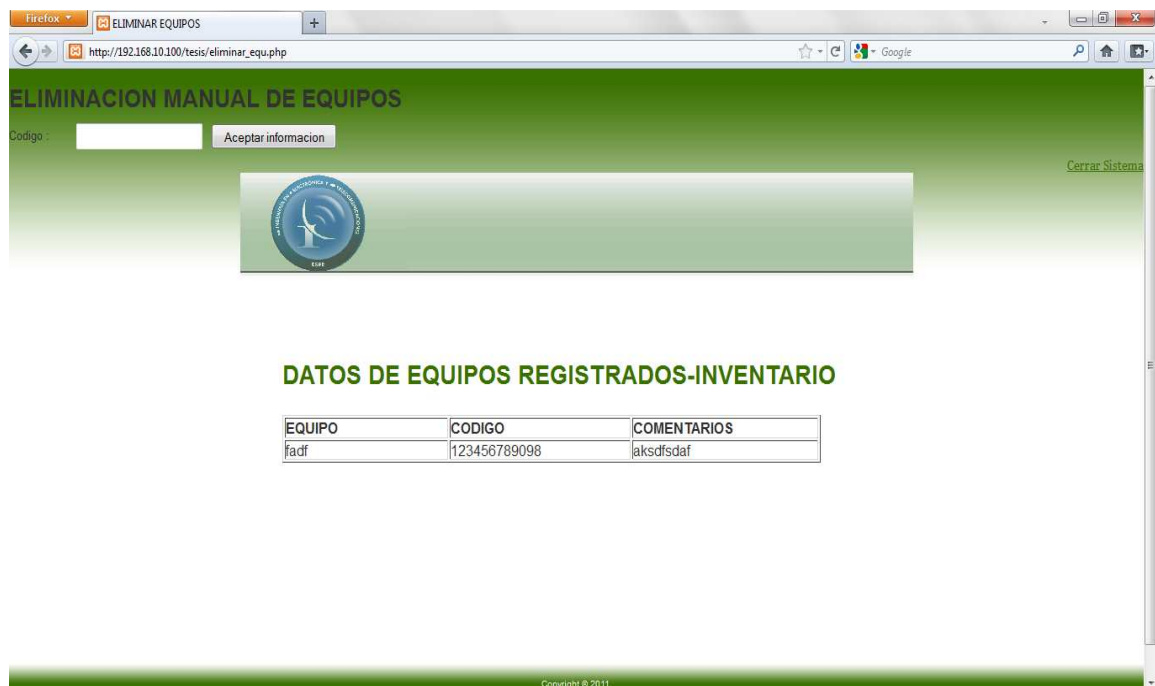 Firefox
ELIMINAR EQUIPOS
http://192.168.10.100/tesis/eliminar_equ.php
Google
ELIMINACION MANUAL DE EQUIPOS
Codigo :
Aceptar informacion
Cerrar Sistema
ESPE
DATOS DE EQUIPOS REGISTRADOS-INVENTARIO
EQUIPO CODIGO COMENTARIOS
fadf 123456789098 aksdfsdaf
Copyright © 2011